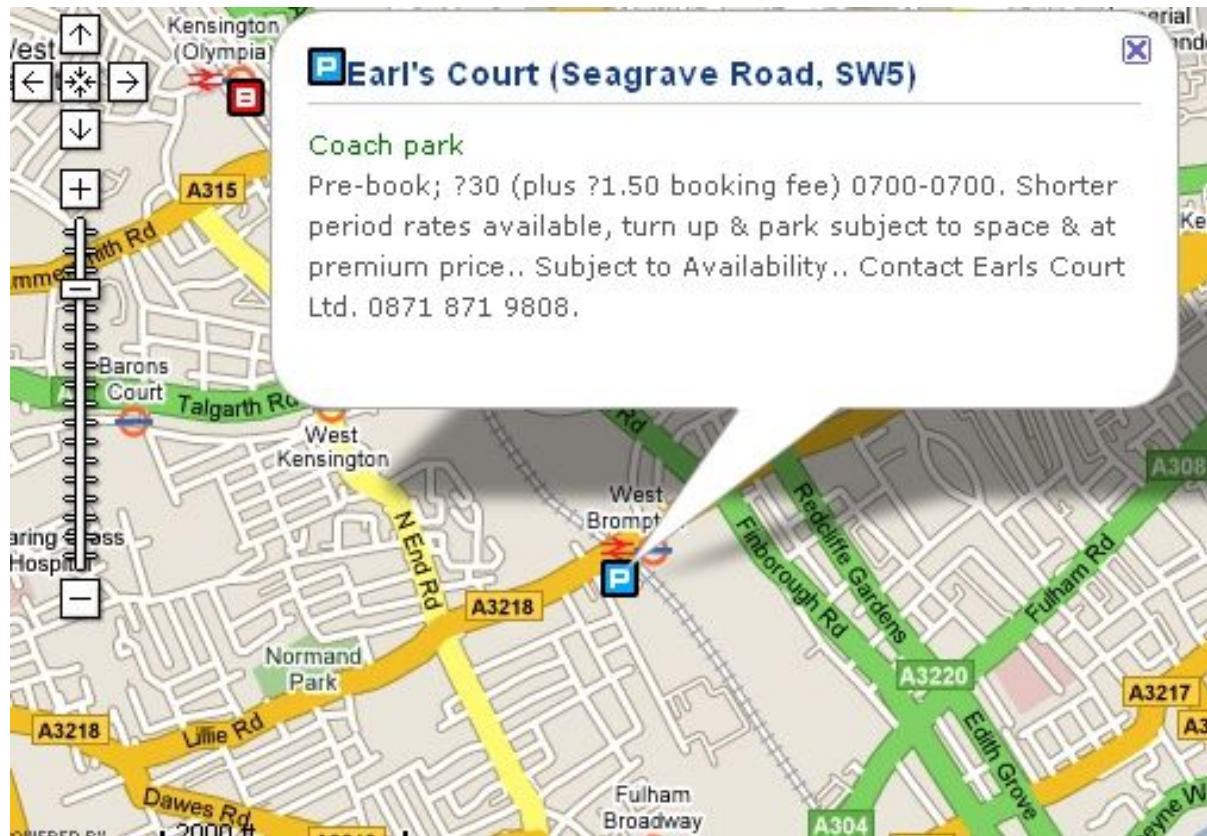 Kensington
(Olympia)
Earl's Court (Seagrave Road, SW5)
Coach park
Pre-book; ?30 (plus ?1.50 booking fee) 0700-0700. Shorter
period rates available, turn up & park subject to space & at
premium price.. Subject to Availability.. Contact Earls Court
Ltd. 0871 871 9808.
A315
Barons
Court
Talgarth Rd
West
Kensington
Rd
A308
West
Brompt
N End Rd
Redcliffe Gardens
Finborough Rd
Fulham Rd
A3218
Normand
Park
A3220
A3217
A3218
Lillie Rd
Edith Grove
Dawes Rd
2000 ft
Fulham
Broadway
A304